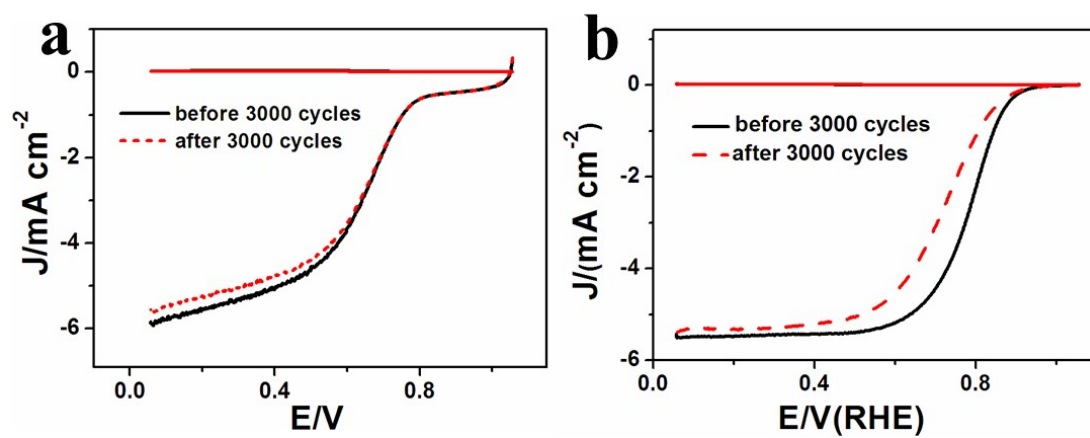 a
0
-2
-4
-6
J/mA cm-2
before 3000 cycles
after 3000 cycles
0.0 0.4 0.8
E/V
b
0
-2
-4
-6
J/(mA cm-2)
before 3000 cycles
after 3000 cycles
0.0 0.4 0.8
E/V(RHE)